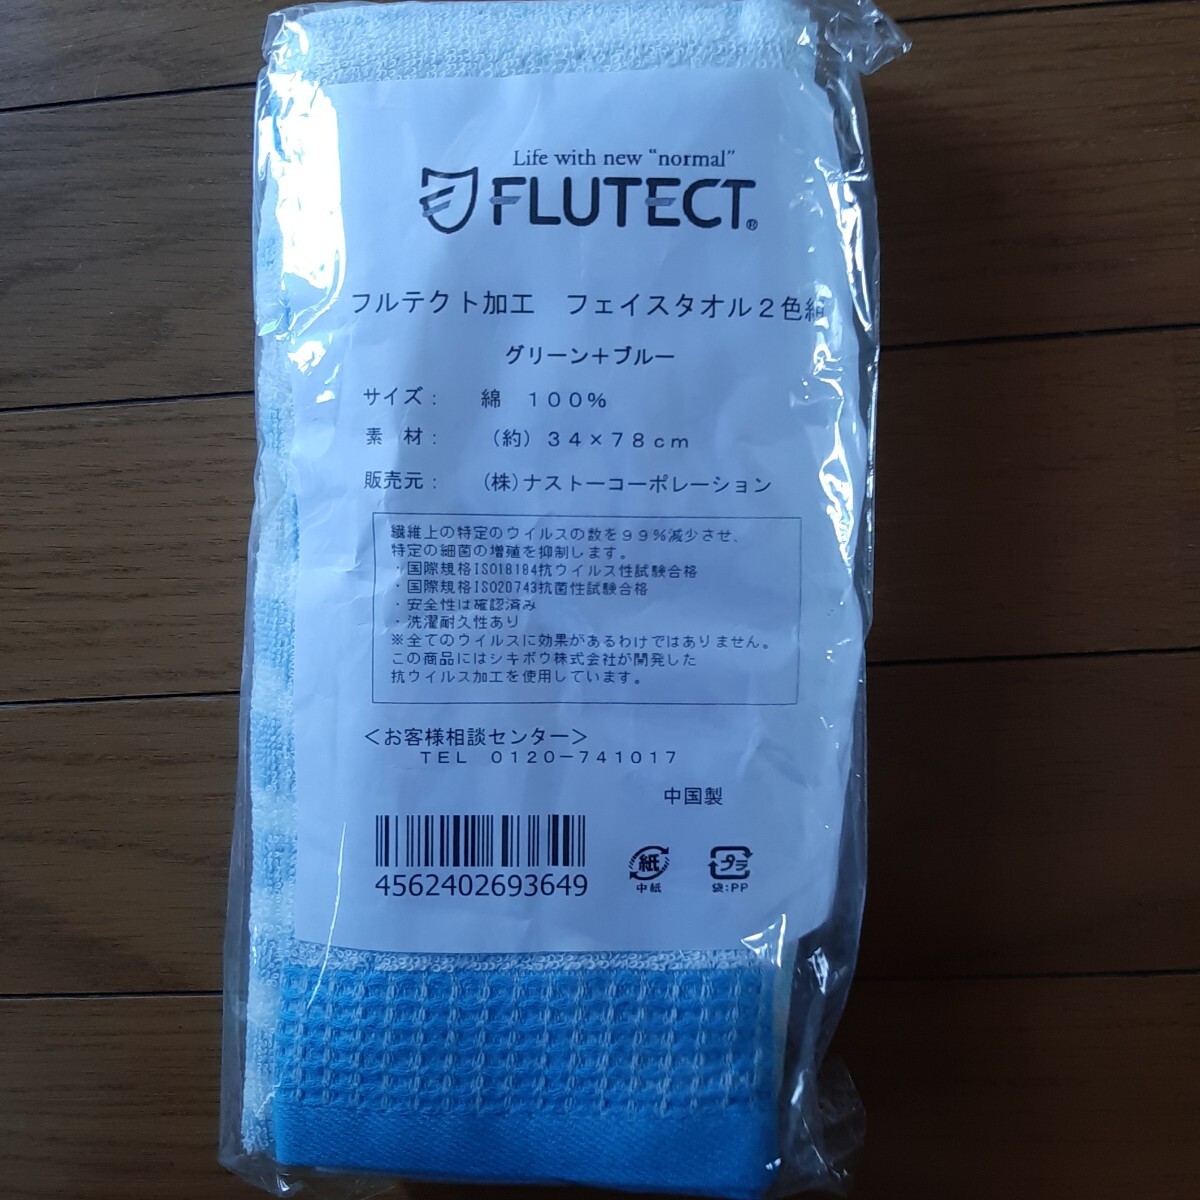 Life with new “normal”
FLUTECT®
フルテクト加工　フェイスタオル２色組
グリーン＋ブルー
サイズ：　綿　１００％
素　材：　（約）３４×７８ｃｍ
販売元：　（株）ナストーコーポレーション
繊維上の特定のウイルスの数を９９％減少させ、
特定の細菌の増殖を抑制します。
・国際規格ISO18184抗ウイルス性試験合格
・国際規格ISO20743抗菌性試験合格
・安全性は確認済み
・洗濯耐久性あり
※全てのウイルスに効果があるわけではありません。
この商品にはシキボウ株式会社が開発した
抗ウイルス加工を使用しています。
＜お客様相談センター＞
ＴＥＬ　０１２０－７４１０１７
中国製
4562402693649
紙
中紙
プラ
袋:PP